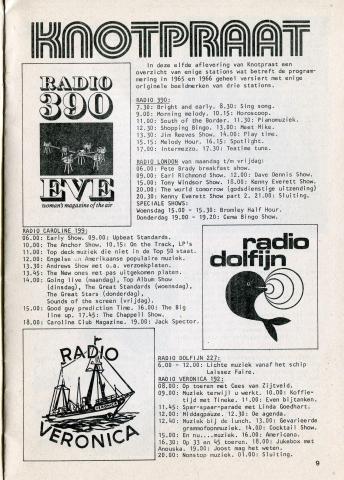 KNOTPRAAT
In deze elfde aflevering van Knotpraat een
overzicht van enige stations wat betreft de program-
mering in 1965 en 1966 geheel versiert met enige
originele beeldmerken van drie stations.
RADIO
390
EVE
woman's magazine of the air
RADIO 390:
7.30: Bright and early. 8.30: Sing song.
9.00: Morning melody. 10.15: Horoscoop.
11.00: South of the Border. 11.30: Pianomuziek.
12.30: Shopping Bingo. 13.00: Meet Mike.
13.30: Jim Reeves Show. 14.00: Play time.
15.15: Melody Hour. 16.15: Spotlight.
17.00: Intermezzo. 17.30: Teatime tune.
RADIO LONDON van maandag t/m vrijdag:
06.00: Pete Brady breakfast show.
09.00: Earl Richmond Show. 12.00: Dave Dennis Show.
15.00: Tony Windsor Show. 18.00: Kenny Everett Show.
20.00: The world tomorrow (godsdienstige uitzending)
20.30: Kenny Everett Show part 2. 21.00: Sluiting.
SPECIALE SHOWS:
Woensdag 15.00 - 15.30: Bromley Half Hour.
Donderdag 19.00 - 19.20: Cema Bingo Show.
RADIO CAROLINE 199:
06.00: Early Show. 09.00: Upbeat Standards.
10.00: The Anchor Show. 10.15: On the Track, LP's
11.00: Top deck muziek die niet in de Top 50 staat.
12.00: Engelse en Amerikaanse populaire muziek.
13.30: Andrews Show met o.a. verzoekplaten.
13.45: The New ones net pas uitgekomen platen.
14.00: Going live (maandag), Top Album Show
(dinsdag), The Great Standards (woensdag),
The Great Stars (donderdag),
Sounds of the screen (vrijdag).
15.00: Good guy prediction Time. 16.00: The Big
line up. 17.45: The Chappell Show.
18.00: Caroline Club Magazine. 19.00: Jack Spector.
radio
dolfijn
RADIO
VERONICA
RADIO DOLFIJN 227:
6.00 - 12.00: Lichte muziek vanaf het schip
Laissez Faire.
RADIO VERONICA 192:
08.00: Op toeren met Cees van Zijtveld.
09.00: Muziek terwijl u werkt. 10.00: Koffie-
tijd met Tineke. 11.00: Even bijtanken.
11.45: Spar-spaar-parade met Linda Goedhart.
12.00: Middagpauze. 12.30: De agenda.
12.40: Muziek bij de lunch. 13.00: Gevarieerde
grammofoonmuziek. 14.00: Cocktail Show.
15.00: En nu....muziek. 16.00: Americana.
16.30: Op 33 en 45 toeren. 18.00: Jukebox met
Anouska. 19.00: Joost mag het weten.
20.00: Nonstop muziek. 01.00: Sluiting.
9